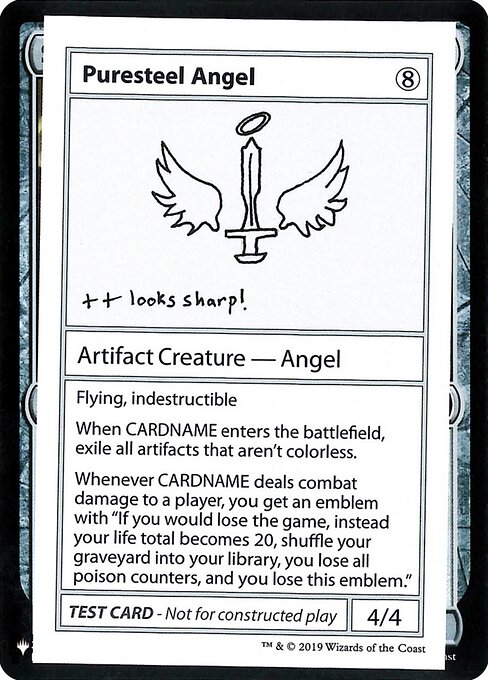 Puresteel Angel 8
++ looks sharp!
Artifact Creature — Angel
Flying, indestructible
When CARDNAME enters the battlefield,
exile all artifacts that aren't colorless.
Whenever CARDNAME deals combat
damage to a player, you get an emblem
with “If you would lose the game, instead
your life total becomes 20, shuffle your
graveyard into your library, you lose all
poison counters, and you lose this emblem.”
TEST CARD - Not for constructed play 4/4
™ & © 2019 Wizards of the Coast